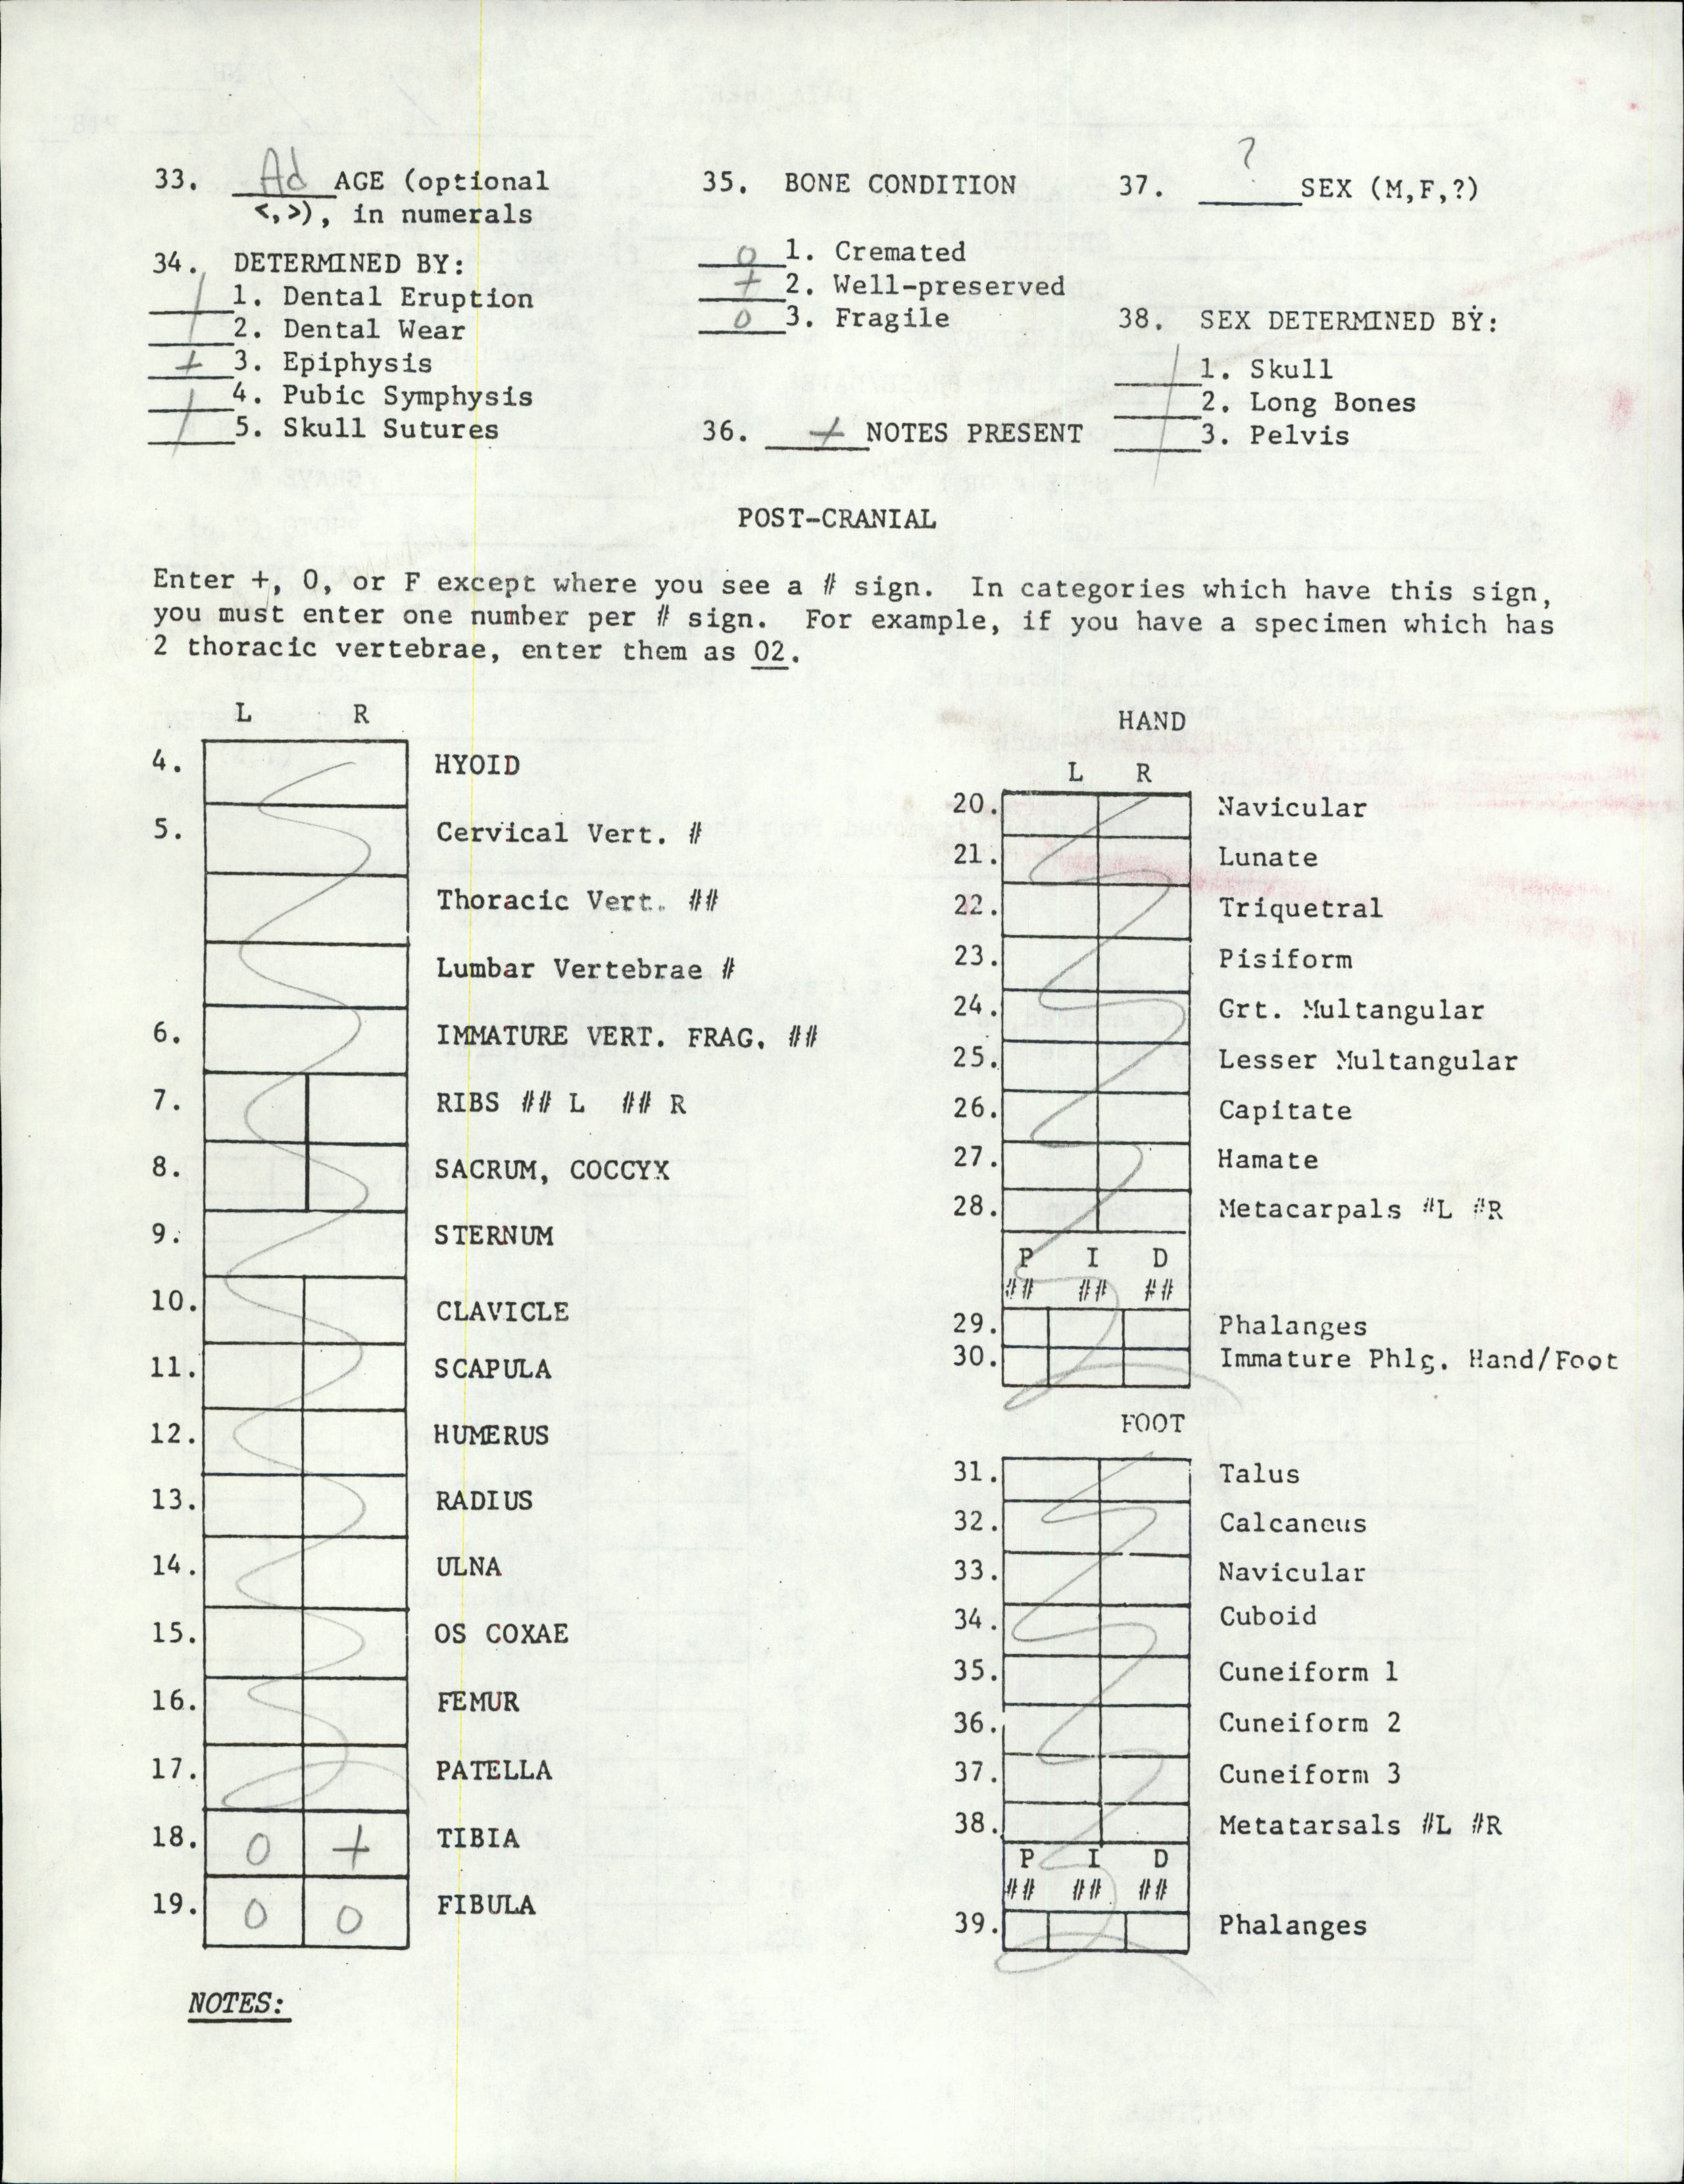 33. Ad AGE (optional
<,>), in numerals
34. DETERMINED BY:
1. Dental Eruption
2. Dental Wear
+ 3. Epiphysis
4. Pubic Symphysis
5. Skull Sutures
35. BONE CONDITION
0 1. Cremated
+ 2. Well-preserved
0 3. Fragile
36. + NOTES PRESENT
37. ? SEX (M,F,?)
38. SEX DETERMINED BY:
1. Skull
2. Long Bones
3. Pelvis
POST-CRANIAL
Enter +, 0, or F except where you see a # sign. In categories which have this sign,
you must enter one number per # sign. For example, if you have a specimen which has
2 thoracic vertebrae, enter them as 02.
L R
4. HYOID
5. Cervical Vert. #
Thoracic Vert. ##
Lumbar Vertebrae #
6. IMMATURE VERT. FRAG. ##
7. RIBS ## L ## R
8. SACRUM, COCCYX
9. STERNUM
10. CLAVICLE
11. SCAPULA
12. HUMERUS
13. RADIUS
14. ULNA
15. OS COXAE
16. FEMUR
17. PATELLA
18. 0 + TIBIA
19. 0 0 FIBULA
HAND
L R
20. Navicular
21. Lunate
22. Triquetral
23. Pisiform
24. Grt. Multangular
25. Lesser Multangular
26. Capitate
27. Hamate
28. Metacarpals #L #R
P I D
## ## ##
29. Phalanges
30. Immature Phlg. Hand/Foot
FOOT
31. Talus
32. Calcaneus
33. Navicular
34. Cuboid
35. Cuneiform 1
36. Cuneiform 2
37. Cuneiform 3
38. Metatarsals #L #R
P I D
## ## ##
39. Phalanges
NOTES: